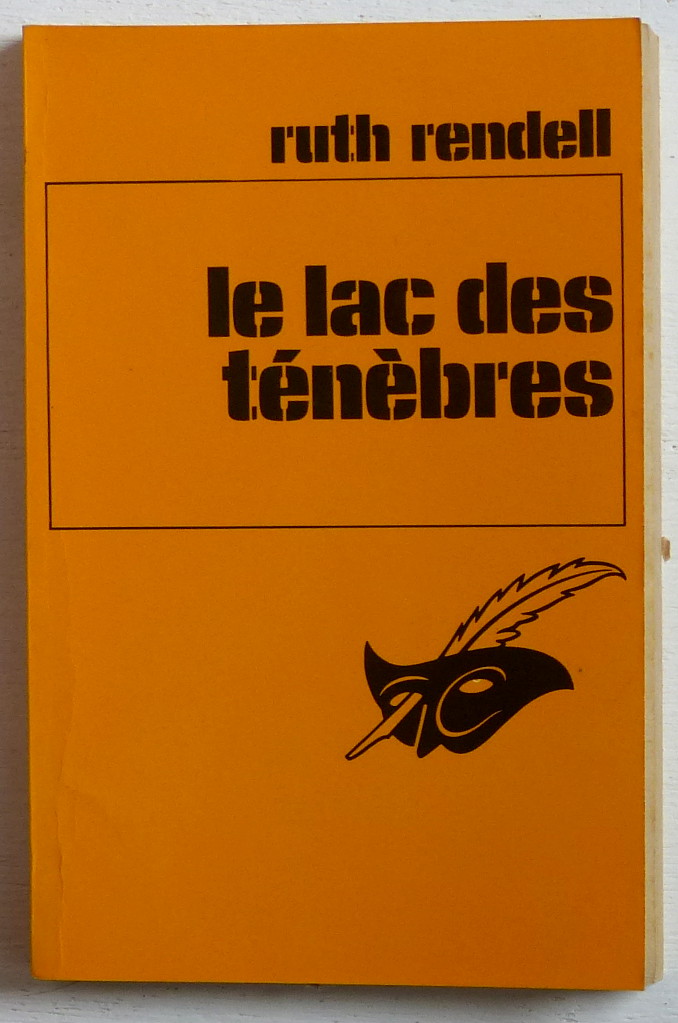 ruth rendell
le lac des
ténèbres